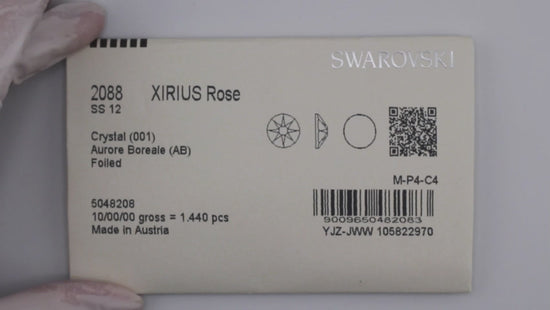 SWAROVSKI
2088 XIRIUS Rose
SS 12
Crystal (001)
Aurore Boreale (AB)
Foiled
M-P4-C4
5048208
10/00/00 gross = 1.440 pcs
Made in Austria
9009650482083
YJZ-JWW 105822970